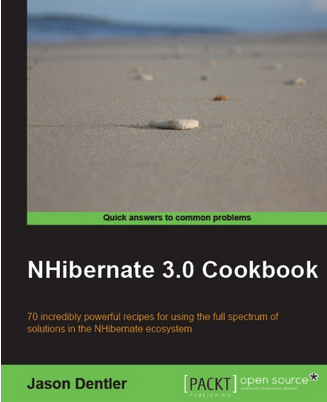 Quick answers to common problems
NHibernate 3.0 Cookbook
70 incredibly powerful recipes for using the full spectrum of
solutions in the NHibernate ecosystem
Jason Dentler
[PACKT] open source*
PUBLISHING